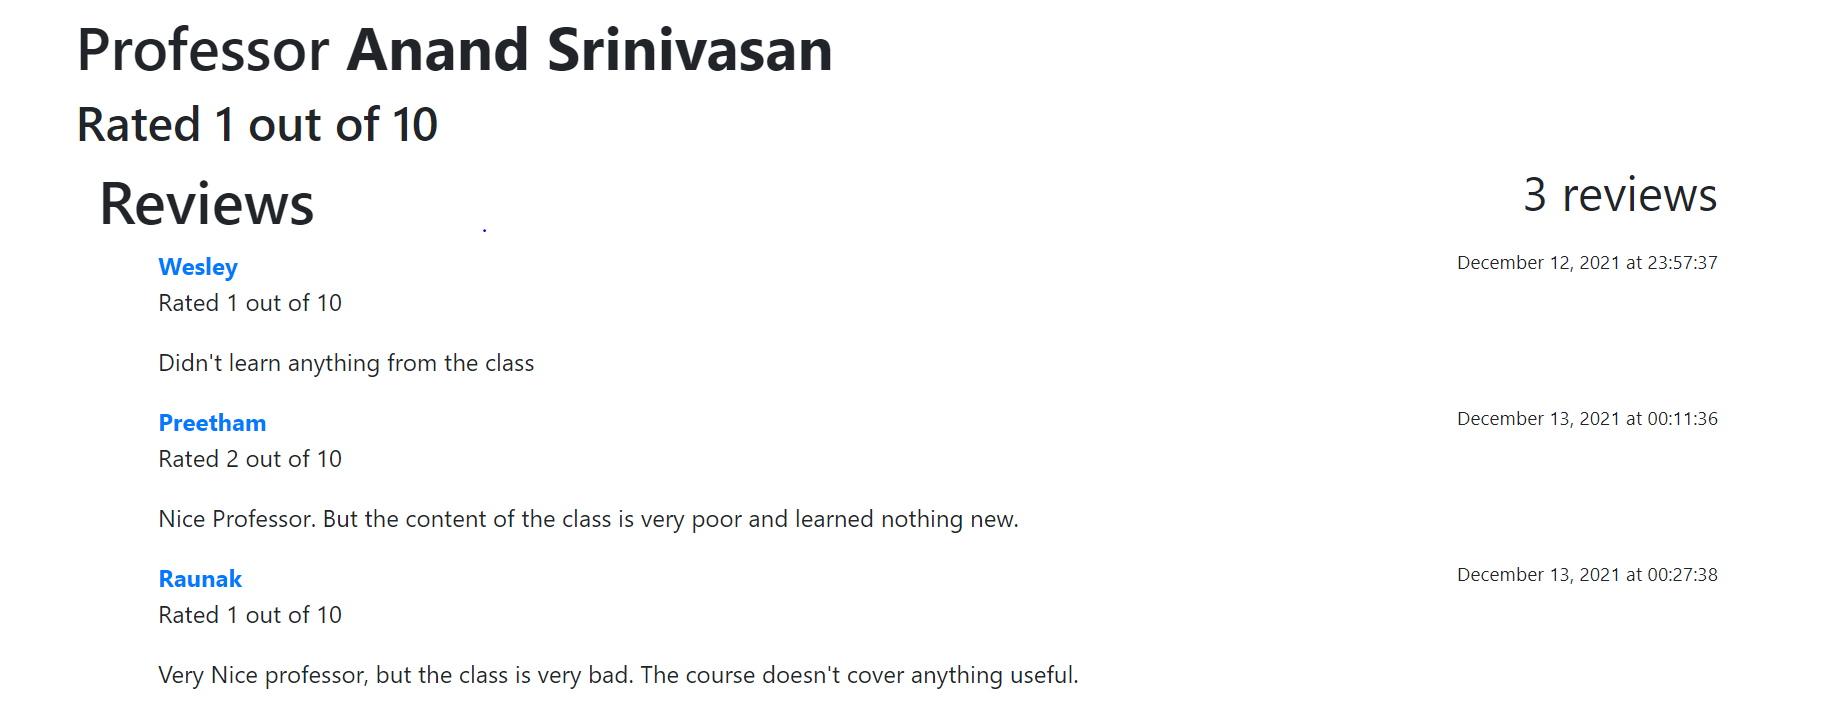 Professor Anand Srinivasan
Rated 1 out of 10
Reviews
3 reviews
Wesley
December 12, 2021 at 23:57:37
Rated 1 out of 10
Didn't learn anything from the class
Preetham
December 13, 2021 at 00:11:36
Rated 2 out of 10
Nice Professor. But the content of the class is very poor and learned nothing new.
Raunak
December 13, 2021 at 00:27:38
Rated 1 out of 10
Very Nice professor, but the class is very bad. The course doesn't cover anything useful.